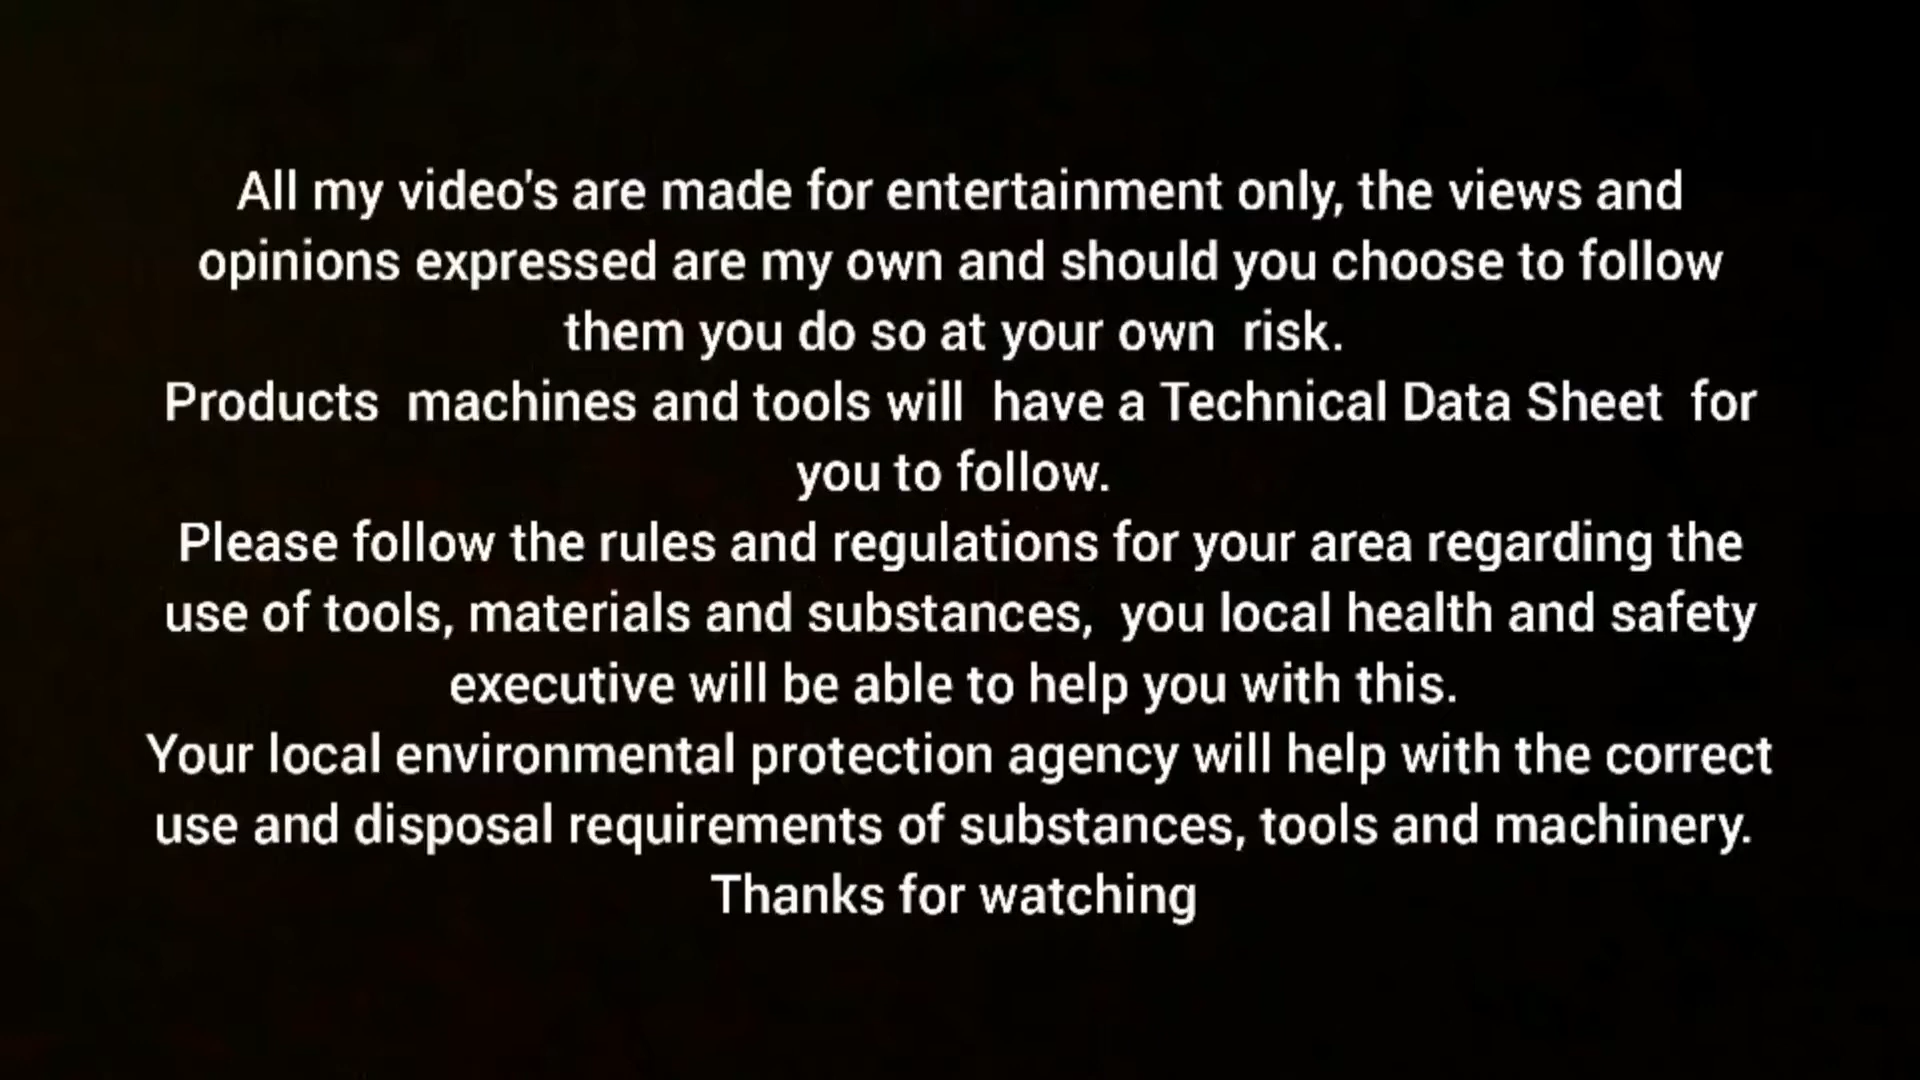 All my video's are made for entertainment only, the views and
opinions expressed are my own and should you choose to follow
them you do so at your own  risk.
Products  machines and tools will  have a Technical Data Sheet  for
you to follow.
Please follow the rules and regulations for your area regarding the
use of tools, materials and substances,  you local health and safety
executive will be able to help you with this.
Your local environmental protection agency will help with the correct
use and disposal requirements of substances, tools and machinery.
Thanks for watching